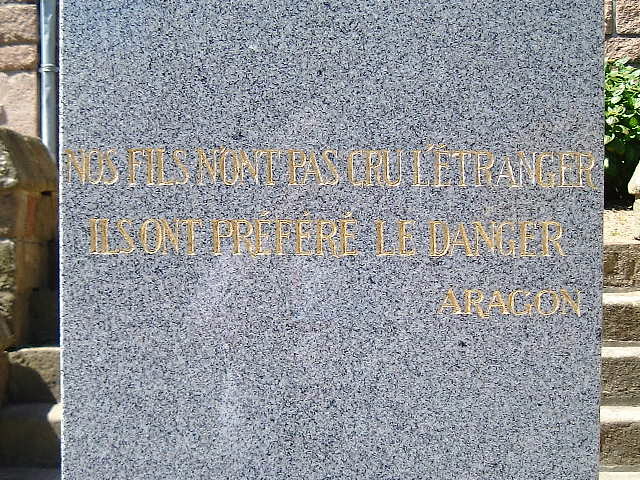 NOS FILS N'ONT PAS CRU L'ÉTRANGER
ILS ONT PRÉFÉRÉ LE DANGER
ARAGON